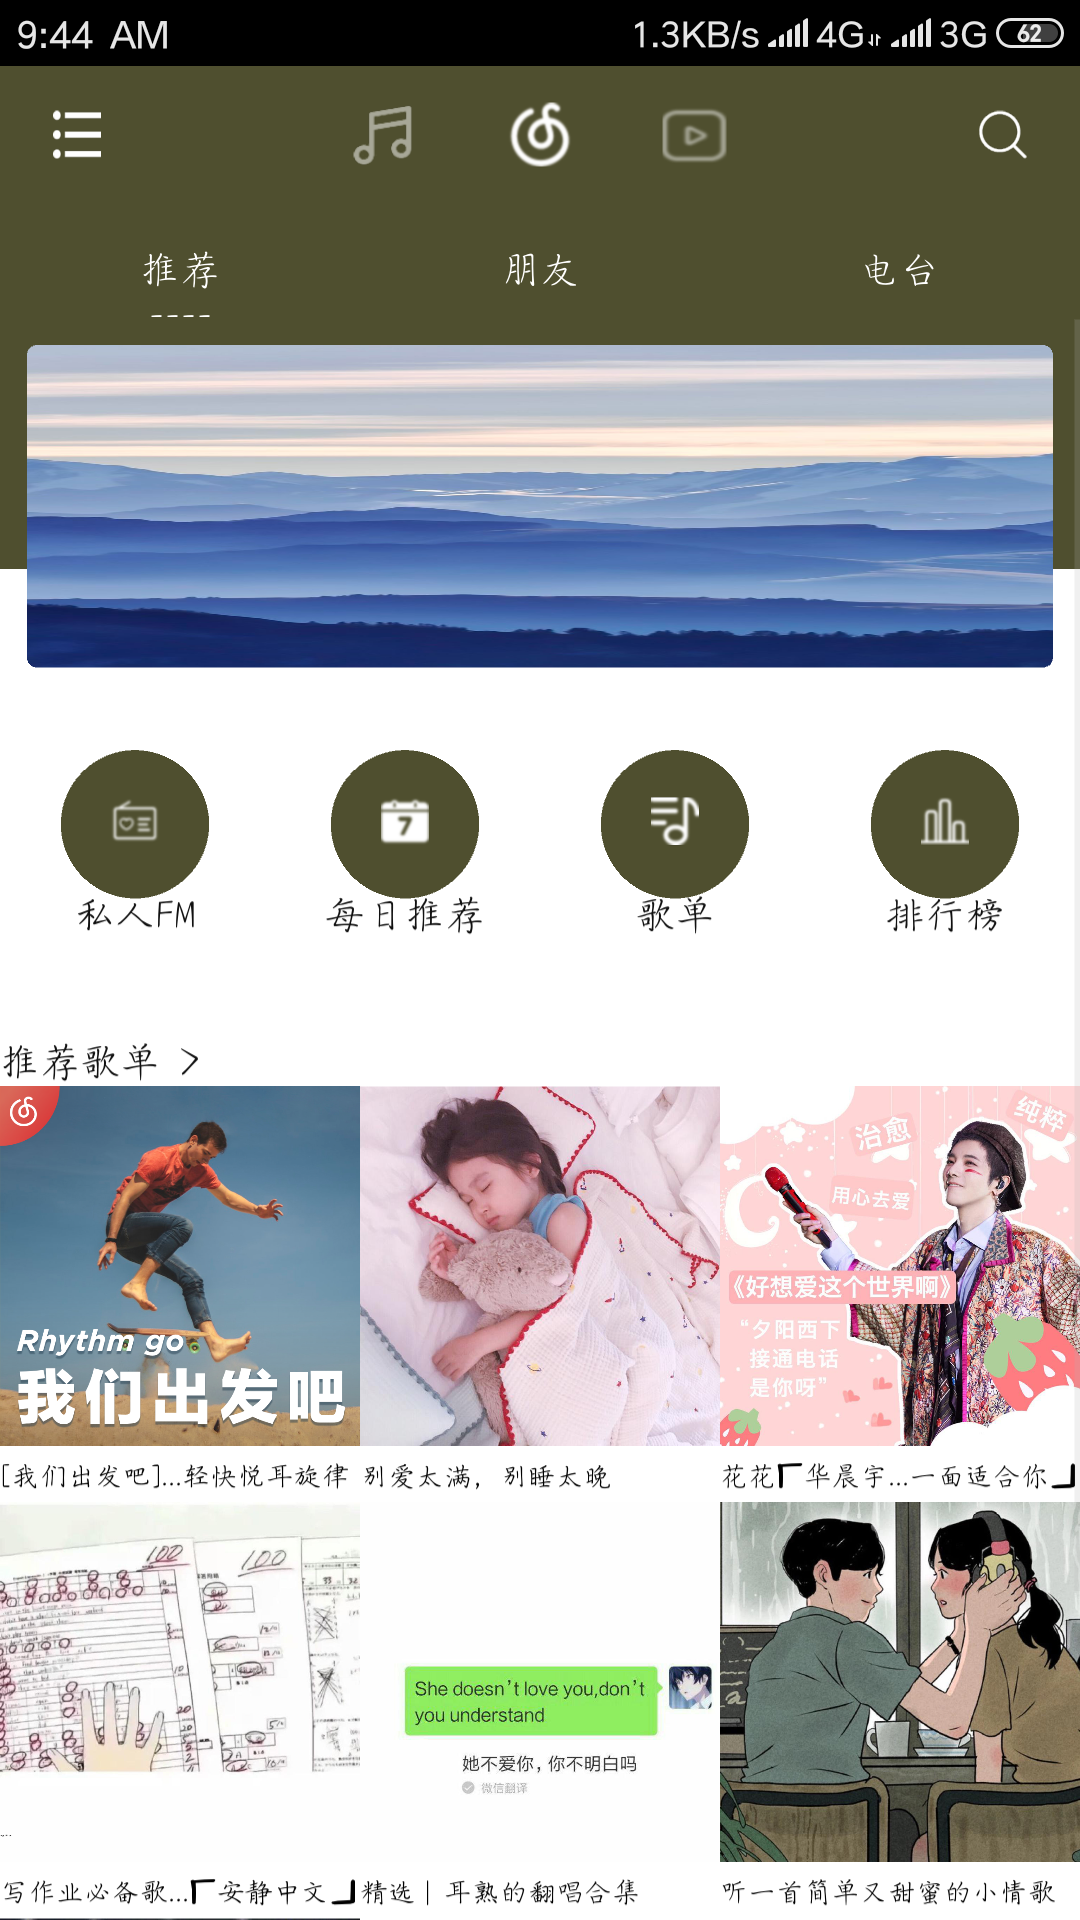 9:44 AM
1.3KB/s 4G 3G 62
推荐
朋友
电台
7
私人FM
每日推荐
歌单
排行榜
推荐歌单 >
Rhythm go
我们出发吧
治愈
纯粹
用心去爱
《好想爱这个世界啊》
“夕阳西下
接通电话
是你呀”
[我们出发吧]...轻快悦耳旋律
别爱太满，别睡太晚
花花「华晨宇...一面适合你」
100
100
She doesn't love you,don't
you understand
她不爱你，你不明白吗
微信翻译
写作业必备歌...「安静中文」
精选｜耳熟的翻唱合集
听一首简单又甜蜜的小情歌